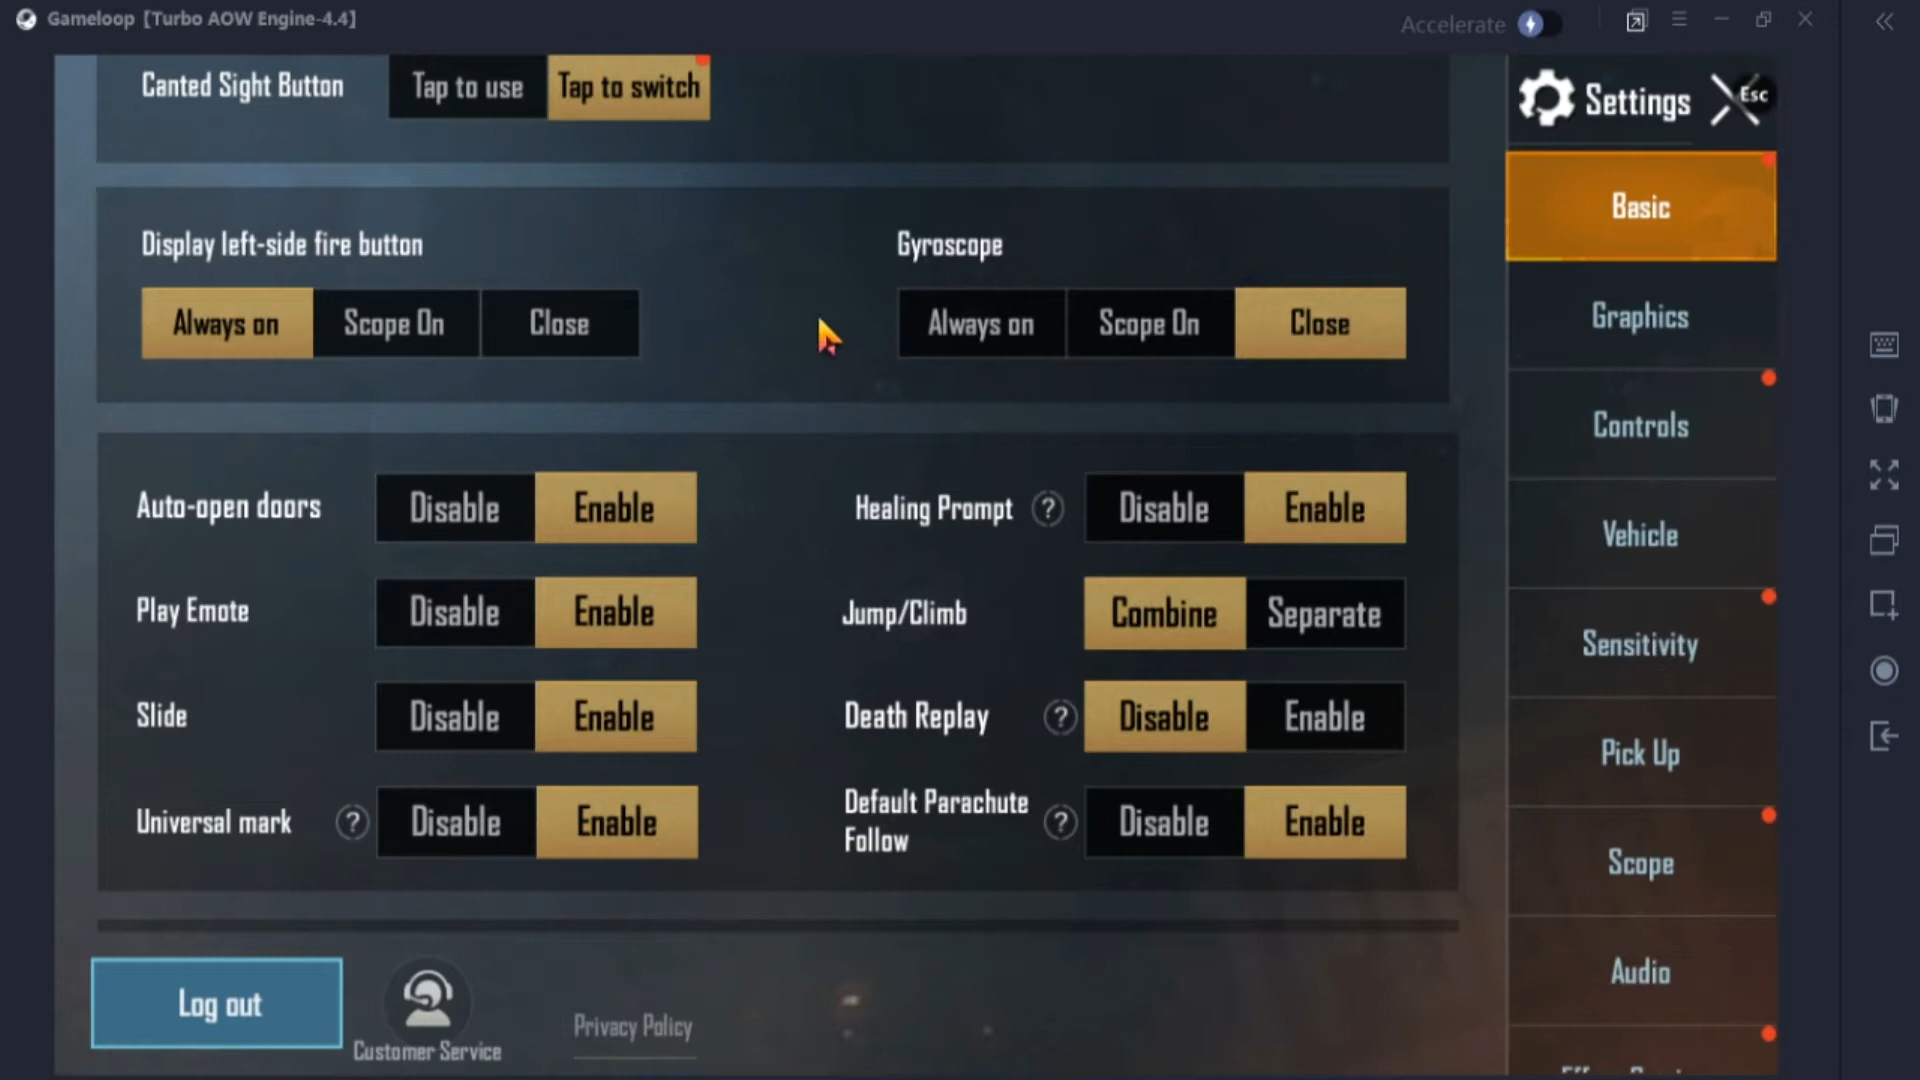 Gameloop [Turbo AOW Engine-4.4]
Accelerate
Canted Sight Button Tap to use Tap to switch
Settings Esc
Display left-side fire button
Always on Scope On Close
Gyroscope
Always on Scope On Close
Auto-open doors Disable Enable
Healing Prompt ? Disable Enable
Play Emote Disable Enable
Jump/Climb Combine Separate
Slide Disable Enable
Death Replay ? Disable Enable
Universal mark ? Disable Enable
Default Parachute
Follow ? Disable Enable
Log out
Customer Service
Privacy Policy
Basic
Graphics
Controls
Vehicle
Sensitivity
Pick Up
Scope
Audio